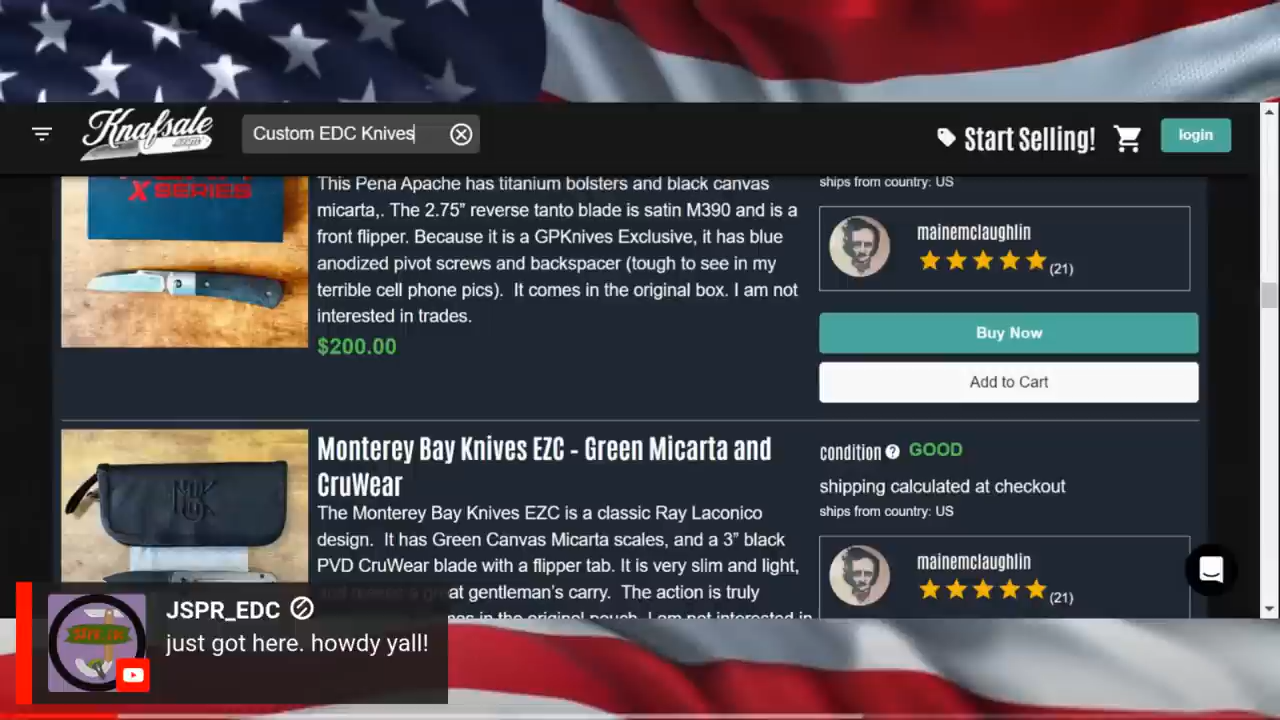 Knafsale
Custom EDC Knives
Start Selling!
login
X SERIES
This Pena Apache has titanium bolsters and black canvas
micarta,. The 2.75” reverse tanto blade is satin M390 and is a
front flipper. Because it is a GPKnives Exclusive, it has blue
anodized pivot screws and backspacer (tough to see in my
terrible cell phone pics).  It comes in the original box. I am not
interested in trades.
$200.00
ships from country: US
mainemclaughlin
(21)
Buy Now
Add to Cart
Monterey Bay Knives EZC - Green Micarta and
CruWear
The Monterey Bay Knives EZC is a classic Ray Laconico
design.  It has Green Canvas Micarta scales, and a 3” black
PVD CruWear blade with a flipper tab. It is very slim and light,
and makes a great gentleman's carry.  The action is truly
in the original pouch. I am not interested in
condition ? GOOD
shipping calculated at checkout
ships from country: US
mainemclaughlin
(21)
JSPR_EDC
just got here. howdy yall!